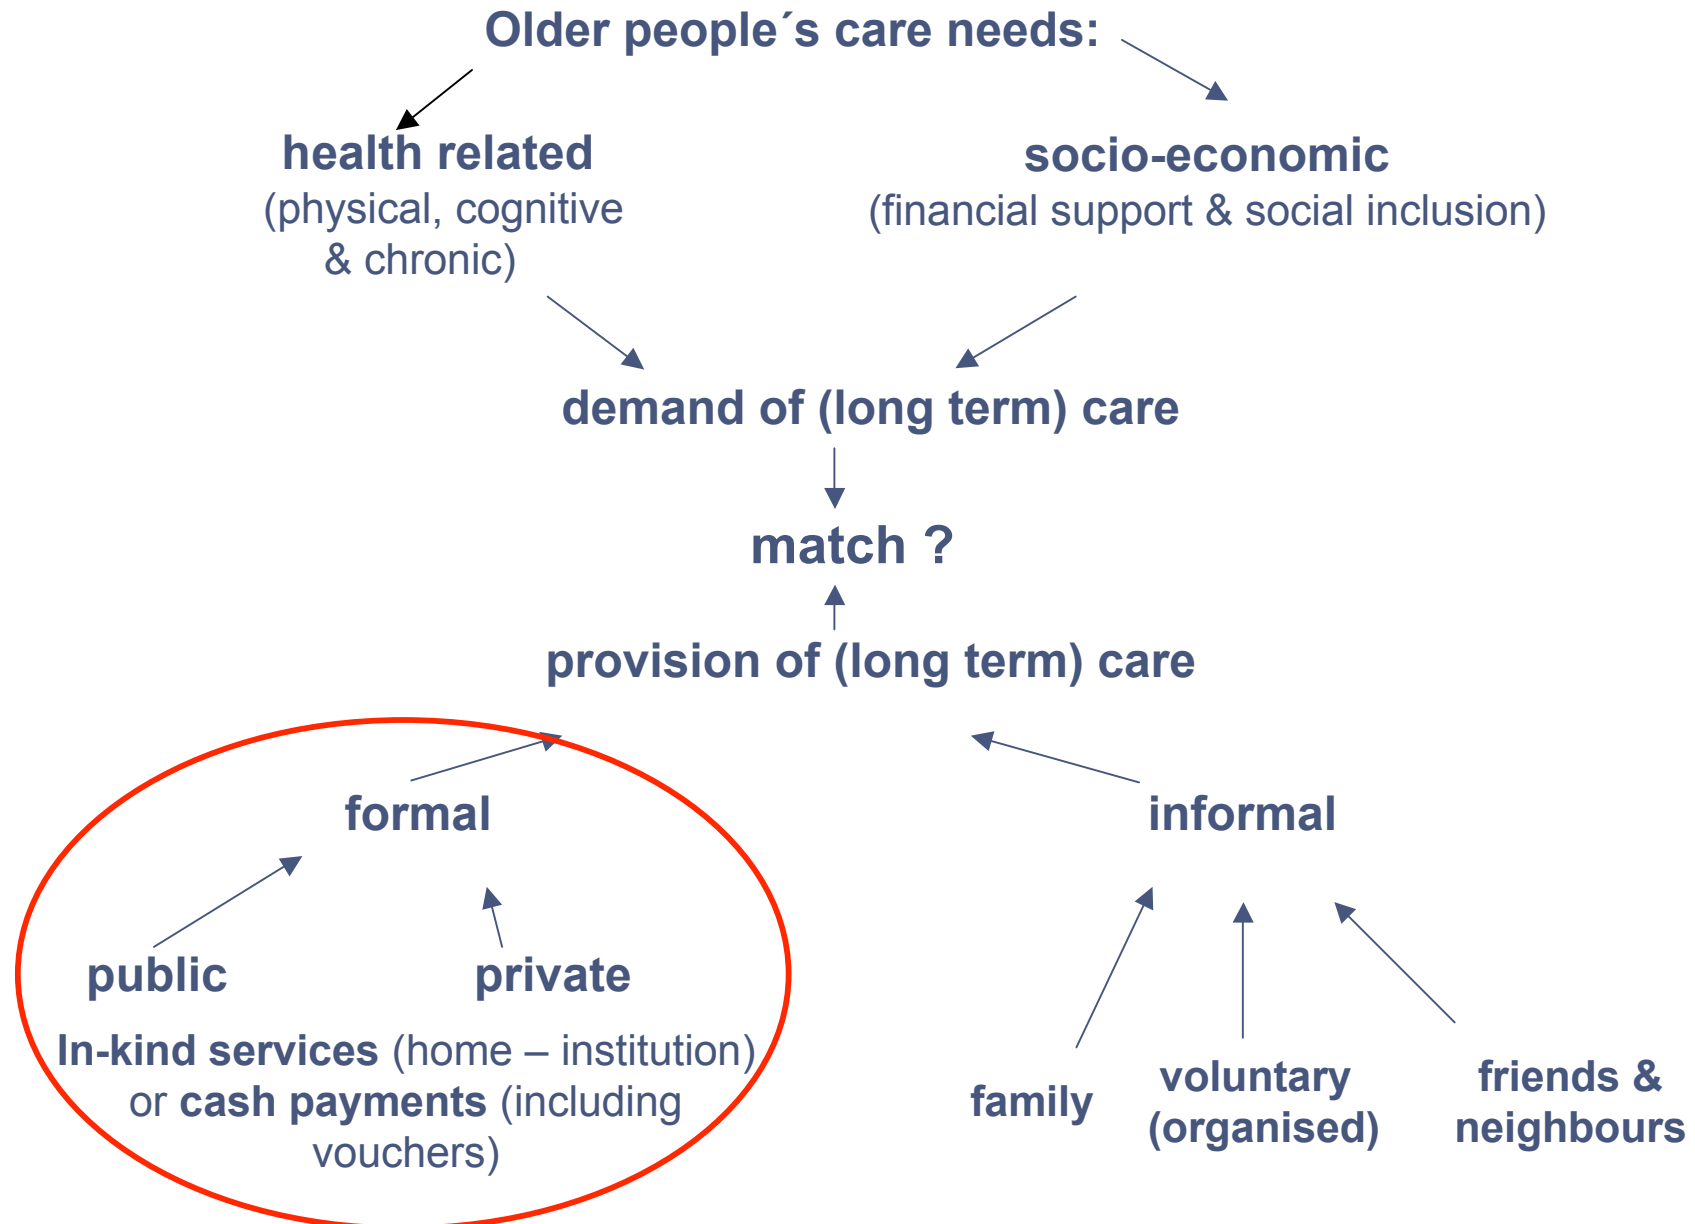 Older people´s care needs:
health related
(physical, cognitive
& chronic)
socio-economic
(financial support & social inclusion)
demand of (long term) care
match ?
provision of (long term) care
formal
informal
public
private
In-kind services (home – institution)
or cash payments (including
vouchers)
family
voluntary
(organised)
friends &
neighbours